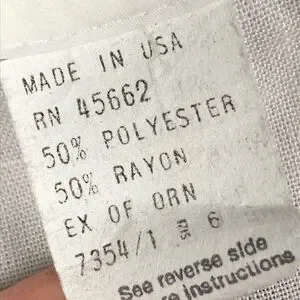 MADE IN USA
RN 45662
50% POLYESTER
50% RAYON
EX OF ORN
7354/1 6
See reverse side
instructions